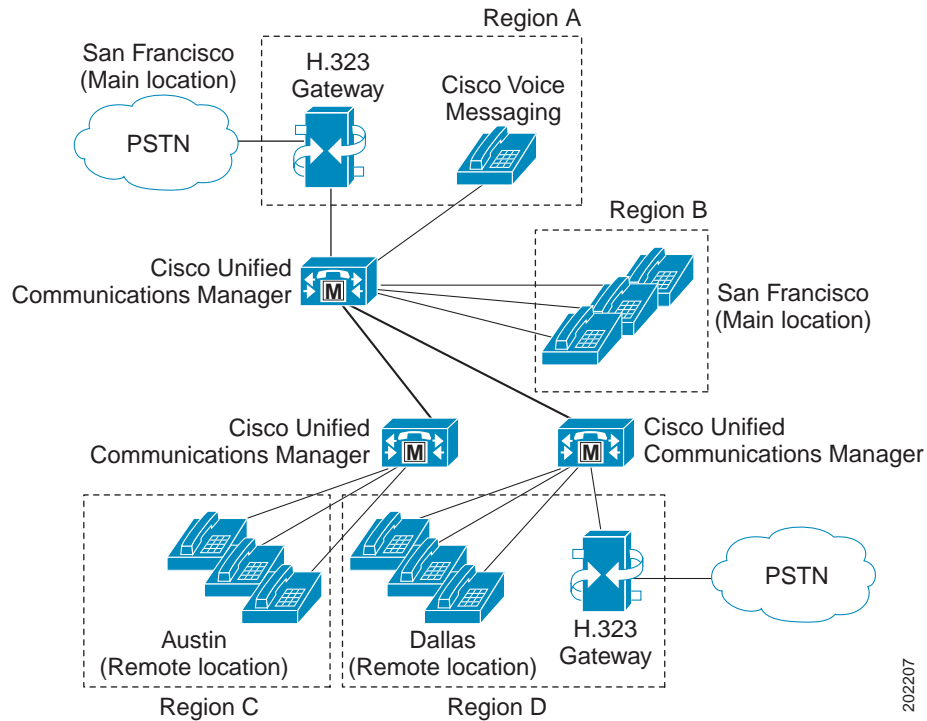 Region A
San Francisco
(Main location)
H.323
Gateway
Cisco Voice
Messaging
PSTN
Region B
Cisco Unified
Communications Manager
M
San Francisco
(Main location)
Cisco Unified
Communications Manager
M
M
Cisco Unified
Communications Manager
Austin
(Remote location)
Dallas
(Remote location)
H.323
Gateway
PSTN
Region C
Region D
202207